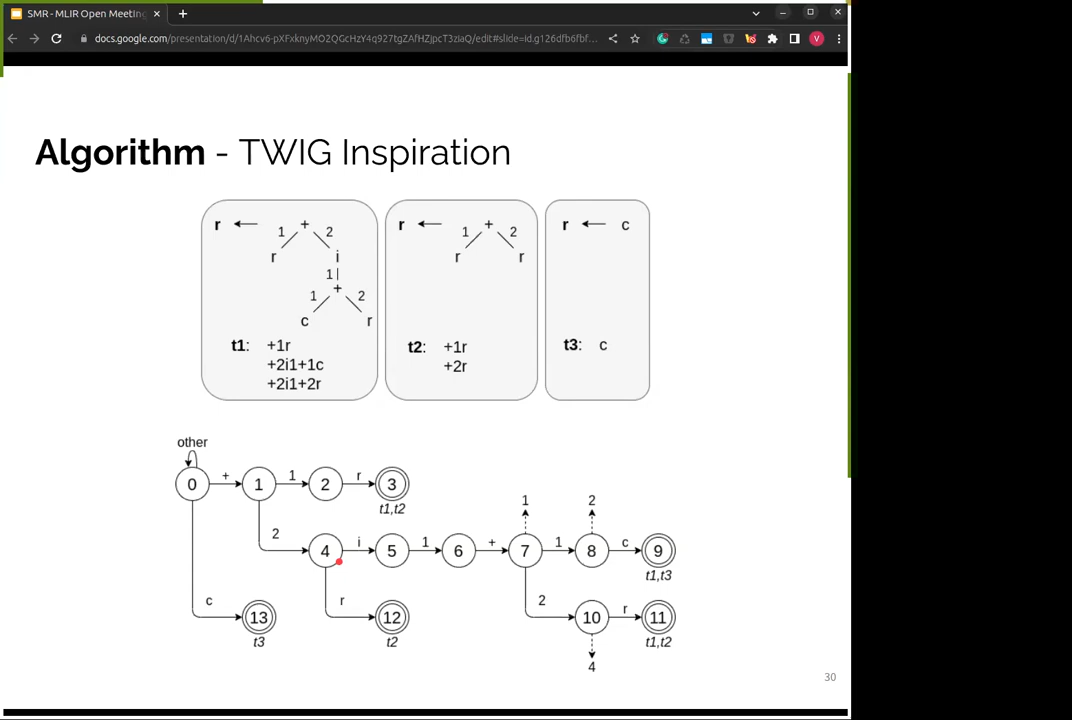 SMR - MLIR Open Meetin
docs.google.com/presentation/d/1Ahcv6-pXFxknyMO2QGcHzY4q927tgZAfHZJpcT3ziaQ/edit#slide=id.g126dfb6fbf...
V
Algorithm - TWIG Inspiration
r ← + r ← + r ← c
1 2 1 2
r i r r
1
+
1 2
c r
t1: +1r t2: +1r t3: c
+2i1+1c +2r
+2i1+2r
other
0 + 1 1 2 r 3
t1,t2
1 2
2
4 i 5 1 6 + 7 1 8 c 9
t1,t3
c r 2
13 12 10 r 11
t3 t2 t1,t2
4
30